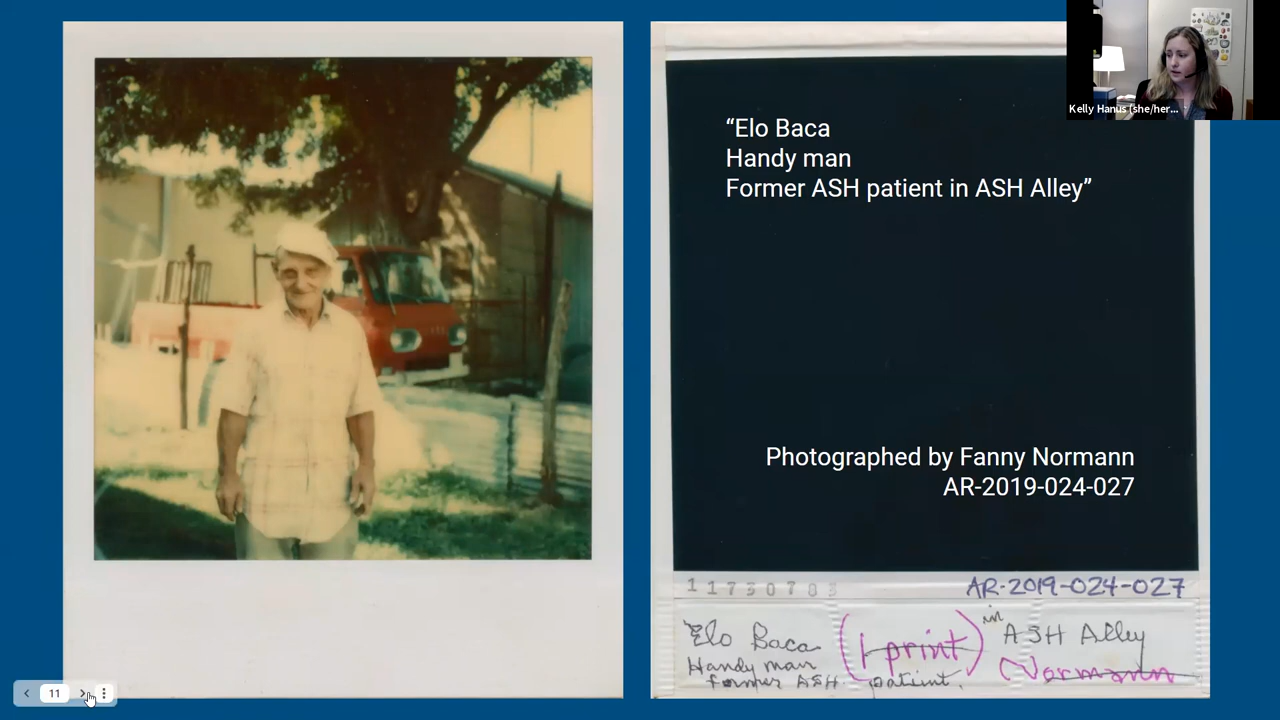 “Elo Baca
Handy man
Former ASH patient in ASH Alley”
Photographed by Fanny Normann
AR-2019-024-027
Kelly Hanus (she/her...
11730783
AR-2019-024-027
Elo Baca (1 print) in ASH Alley
Handy man Normann
former ASH patient.
11